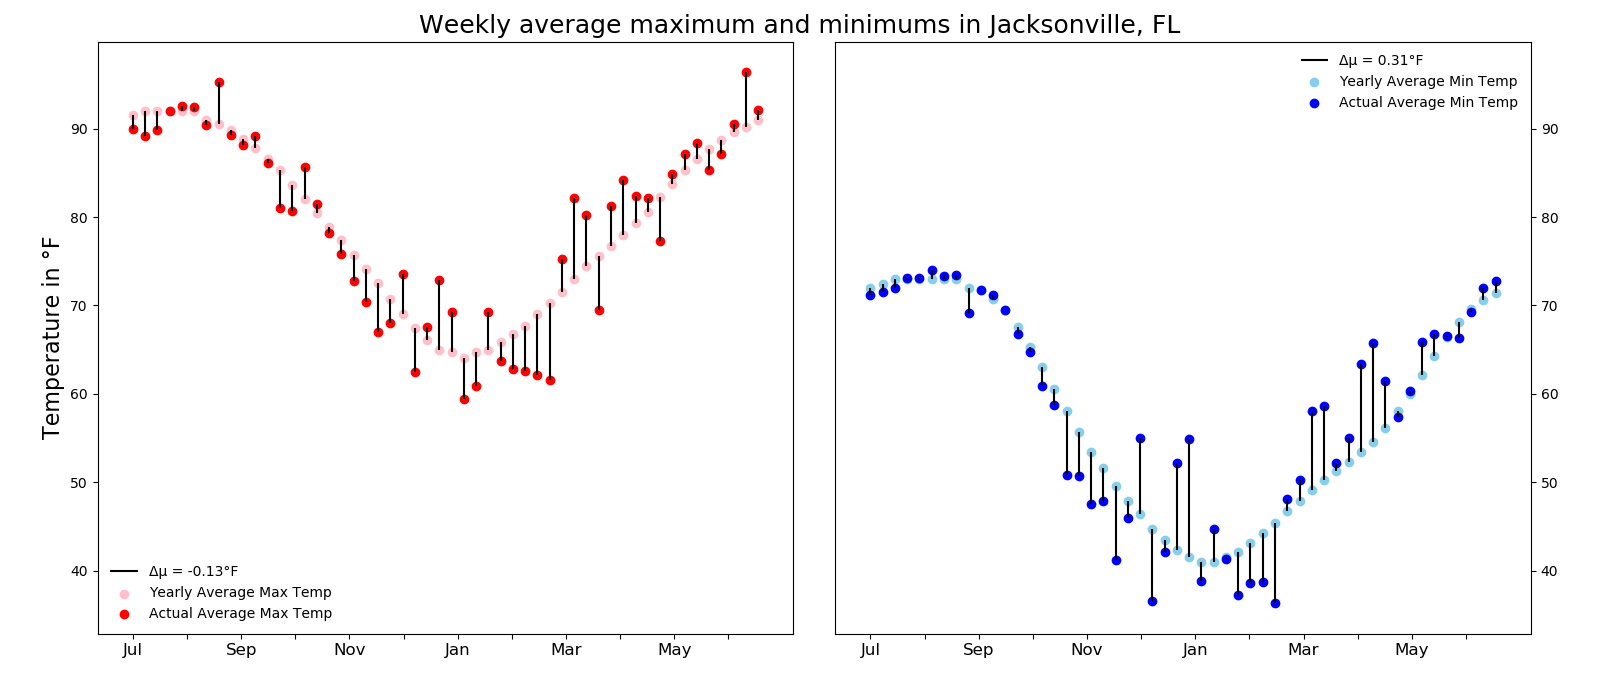 Weekly average maximum and minimums in Jacksonville, FL
Temperature in °F
90
80
70
60
50
40
Jul
Sep
Nov
Jan
Mar
May
Δμ = -0.13°F
Yearly Average Max Temp
Actual Average Max Temp
Δμ = 0.31°F
Yearly Average Min Temp
Actual Average Min Temp
90
80
70
60
50
40
Jul
Sep
Nov
Jan
Mar
May